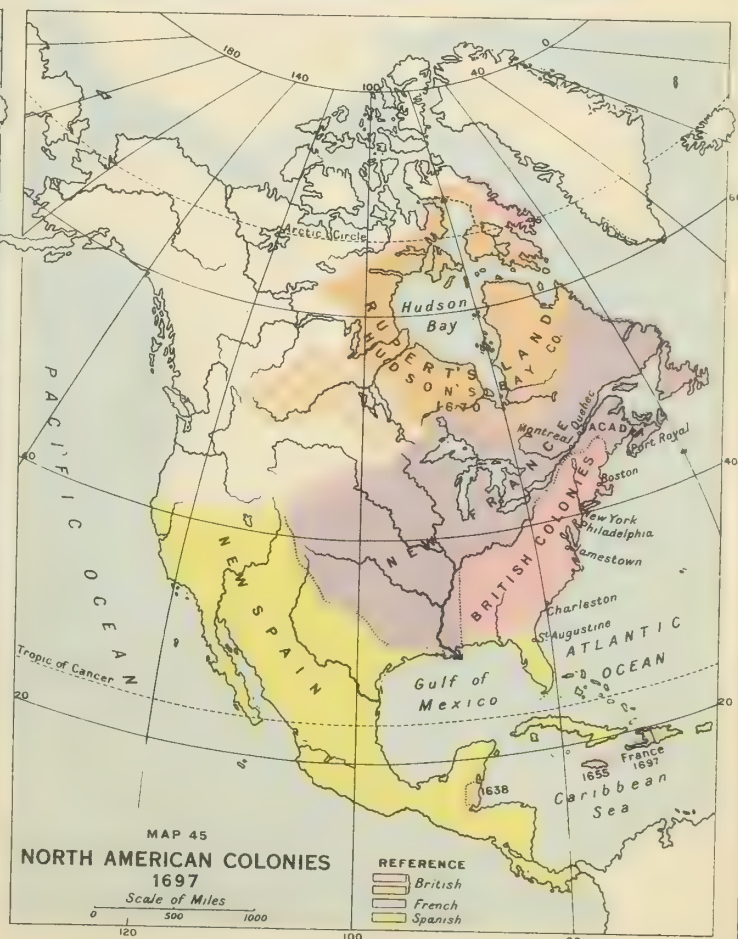 180
140
100
40
0
60
Arctic Circle
Hudson
Bay
RUPERT'S LAND
HUDSON'S BAY CO.
1670
Quebec
Montreal
ACADIA
Port Royal
NEW FRANCE
Boston
40
40
New York
Philadelphia
Jamestown
BRITISH COLONIES
Charleston
St. Augustine
PACIFIC OCEAN
NEW SPAIN
ATLANTIC
OCEAN
Gulf of
Mexico
Tropic of Cancer
20
20
France
1697
1655
1638
Caribbean
Sea
MAP 45
NORTH AMERICAN COLONIES
1697
Scale of Miles
0 500 1000
REFERENCE
British
French
Spanish
120
100